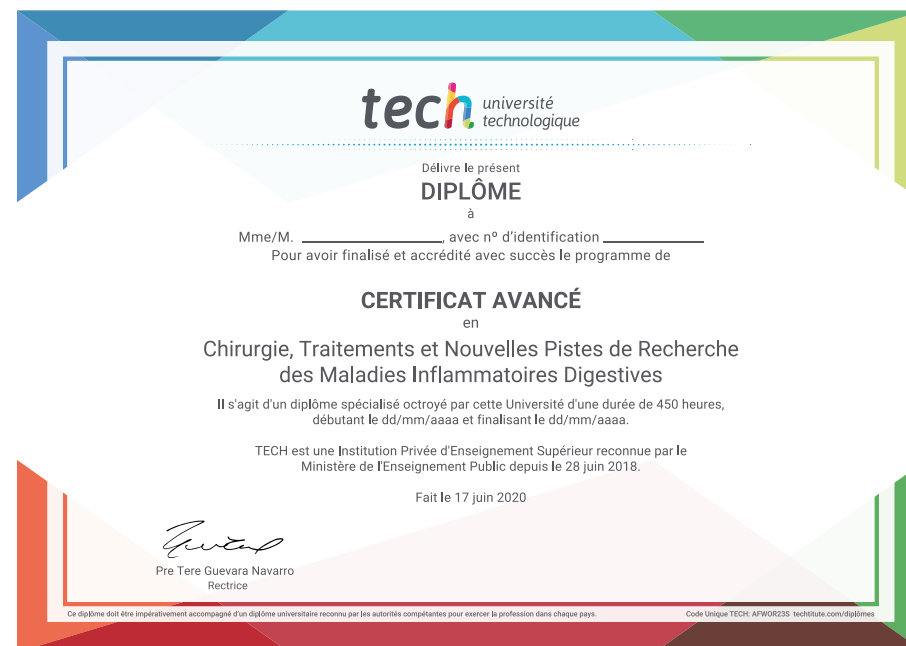 tech université
technologique
Délivre le présent
DIPLÔME
à
Mme/M. ____________________, avec nº d'identification ______________
Pour avoir finalisé et accrédité avec succès le programme de
CERTIFICAT AVANCÉ
en
Chirurgie, Traitements et Nouvelles Pistes de Recherche
des Maladies Inflammatoires Digestives
Il s'agit d'un diplôme spécialisé octroyé par cette Université d'une durée de 450 heures,
débutant le dd/mm/aaaa et finalisant le dd/mm/aaaa.
TECH est une Institution Privée d'Enseignement Supérieur reconnue par le
Ministère de l'Enseignement Public depuis le 28 juin 2018.
Fait le 17 juin 2020
Pre Tere Guevara Navarro
Rectrice
Ce diplôme doit être impérativement accompagné d'un diplôme universitaire reconnu par les autorités compétentes pour exercer la profession dans chaque pays.
Code Unique TECH: AFWOR23S techtitute.com/diplômes